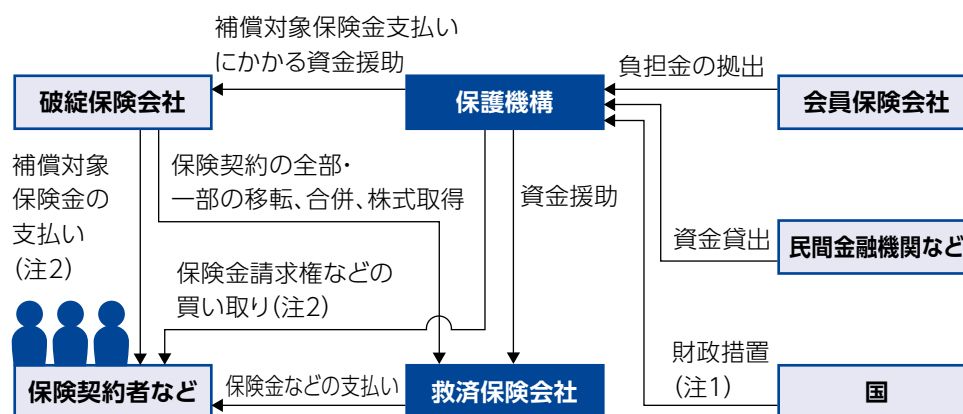 補償対象保険金支払い
にかかる資金援助
負担金の拠出
破綻保険会社
保護機構
会員保険会社
補償対象
保険金の
支払い
(注2)
保険契約の全部・
一部の移転、合併、株式取得
資金援助
資金貸出
民間金融機関など
保険金請求権などの
買い取り(注2)
財政措置
(注1)
保険契約者など
保険金などの支払い
救済保険会社
国